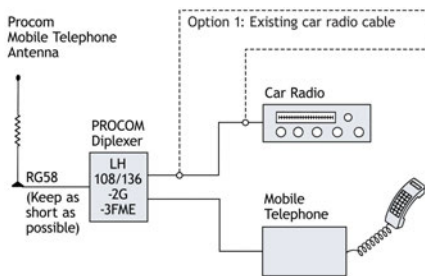 Procom
Mobile Telephone
Antenna
Option 1: Existing car radio cable
Car Radio
PROCOM
Diplexer
LH
108/136
-2G
-3FME
RG58
(Keep as
short as
possible)
Mobile
Telephone